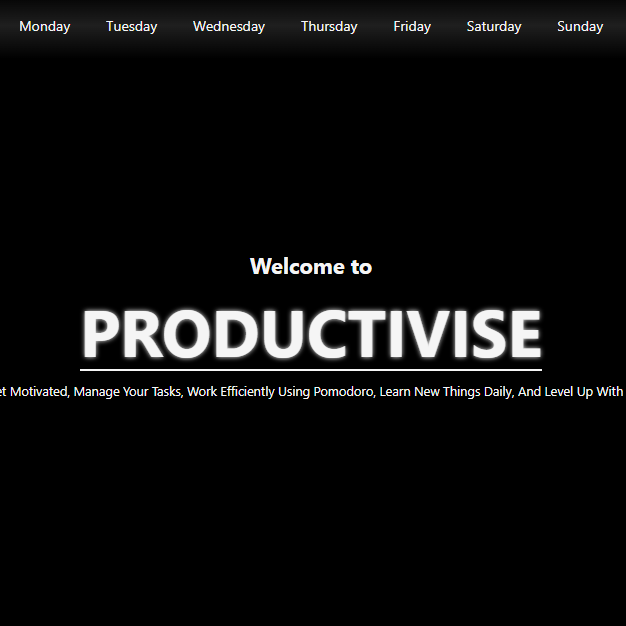 Monday Tuesday Wednesday Thursday Friday Saturday Sunday
Welcome to
PRODUCTIVISE
Motivated, Manage Your Tasks, Work Efficiently Using Pomodoro, Learn New Things Daily, And Level Up With